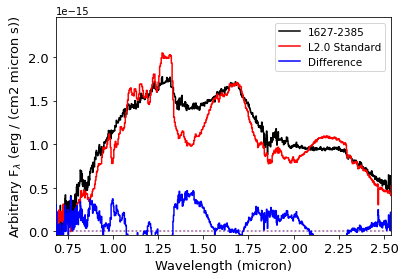 1e−15
1627-2385
L2.0 Standard
Difference
2.0
1.5
1.0
0.5
0.0
Arbitrary Fλ (erg / (cm2 micron s))
0.75 1.00 1.25 1.50 1.75 2.00 2.25 2.50
Wavelength (micron)